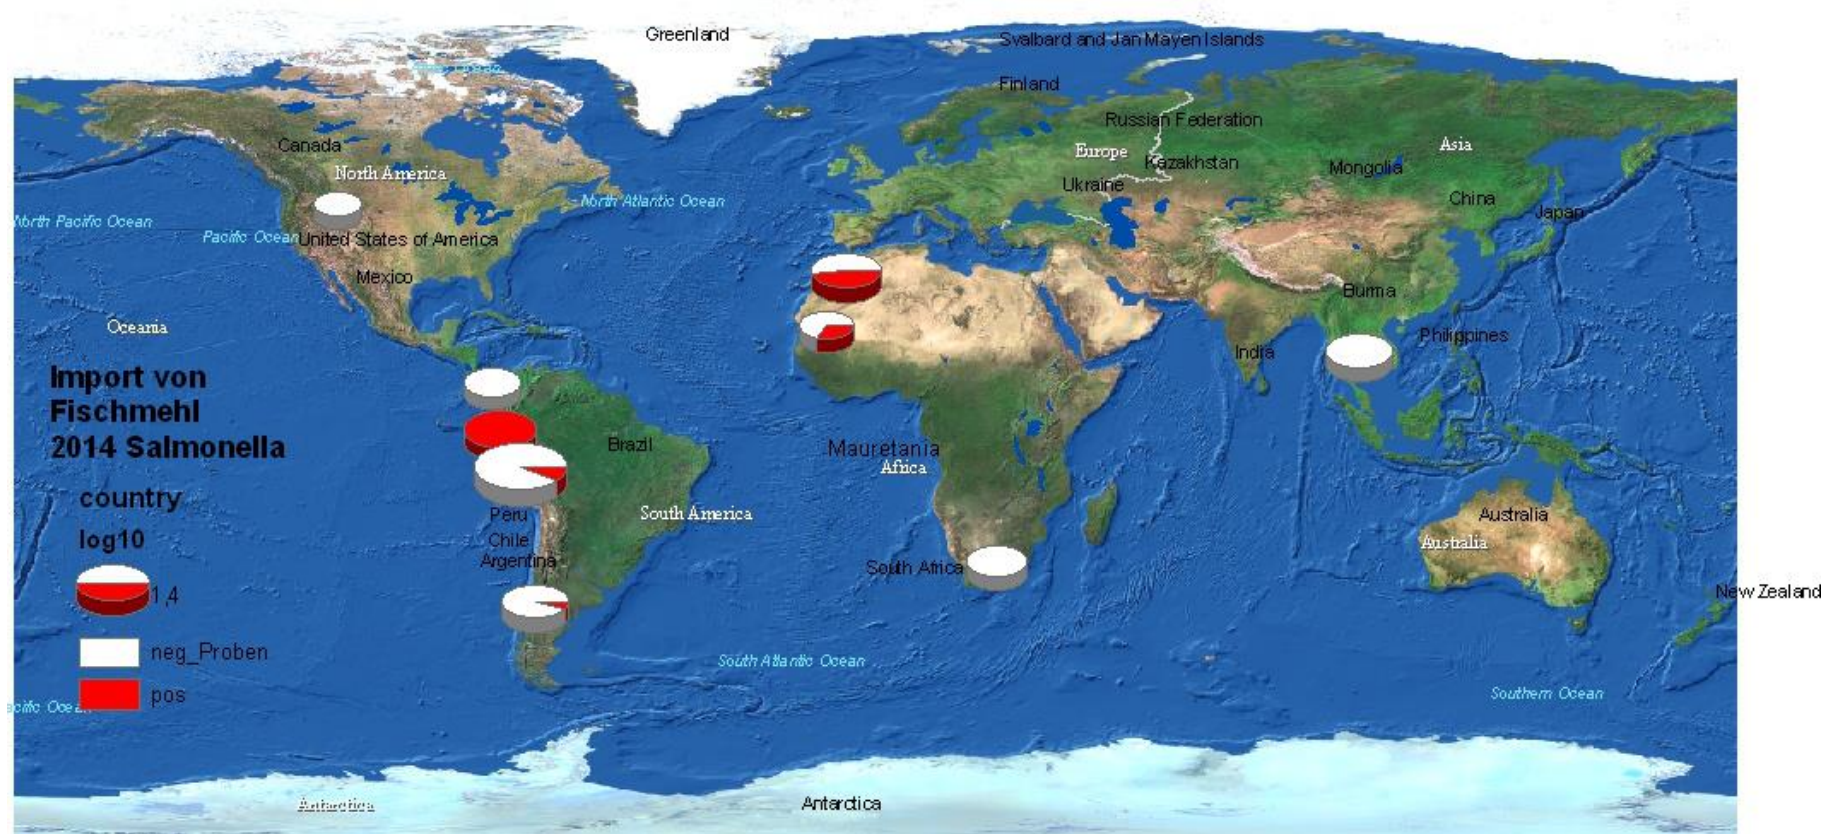 Greenland
Svalbard and Jan Mayen Islands
Finland
Russian Federation
Canada
North America
Europe
Kazakhstan
Mongolia
Asia
Ukraine
China
North Atlantic Ocean
Japan
North Pacific Ocean
Pacific Ocean
United States of America
Mexico
Burma
Oceania
Philippines
India
Import von
Fischmehl
2014 Salmonella
Brazil
Mauretania
Africa
country
Peru
South America
Australia
log10
Chile
Australia
Argentina
South Africa
1,4
New Zealand
neg_Proben
South Atlantic Ocean
pos
Southern Ocean
Antarctica
Antarctica